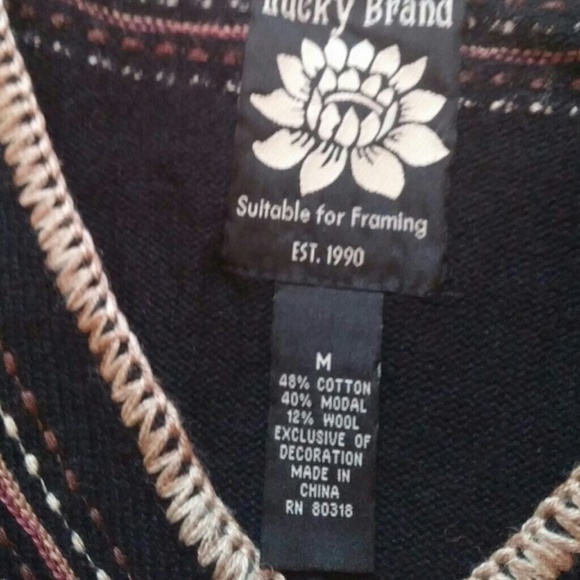 Lucky Brand
Suitable for Framing
EST. 1990
M
48% COTTON
40% MODAL
12% WOOL
EXCLUSIVE OF
DECORATION
MADE IN
CHINA
RN 80318